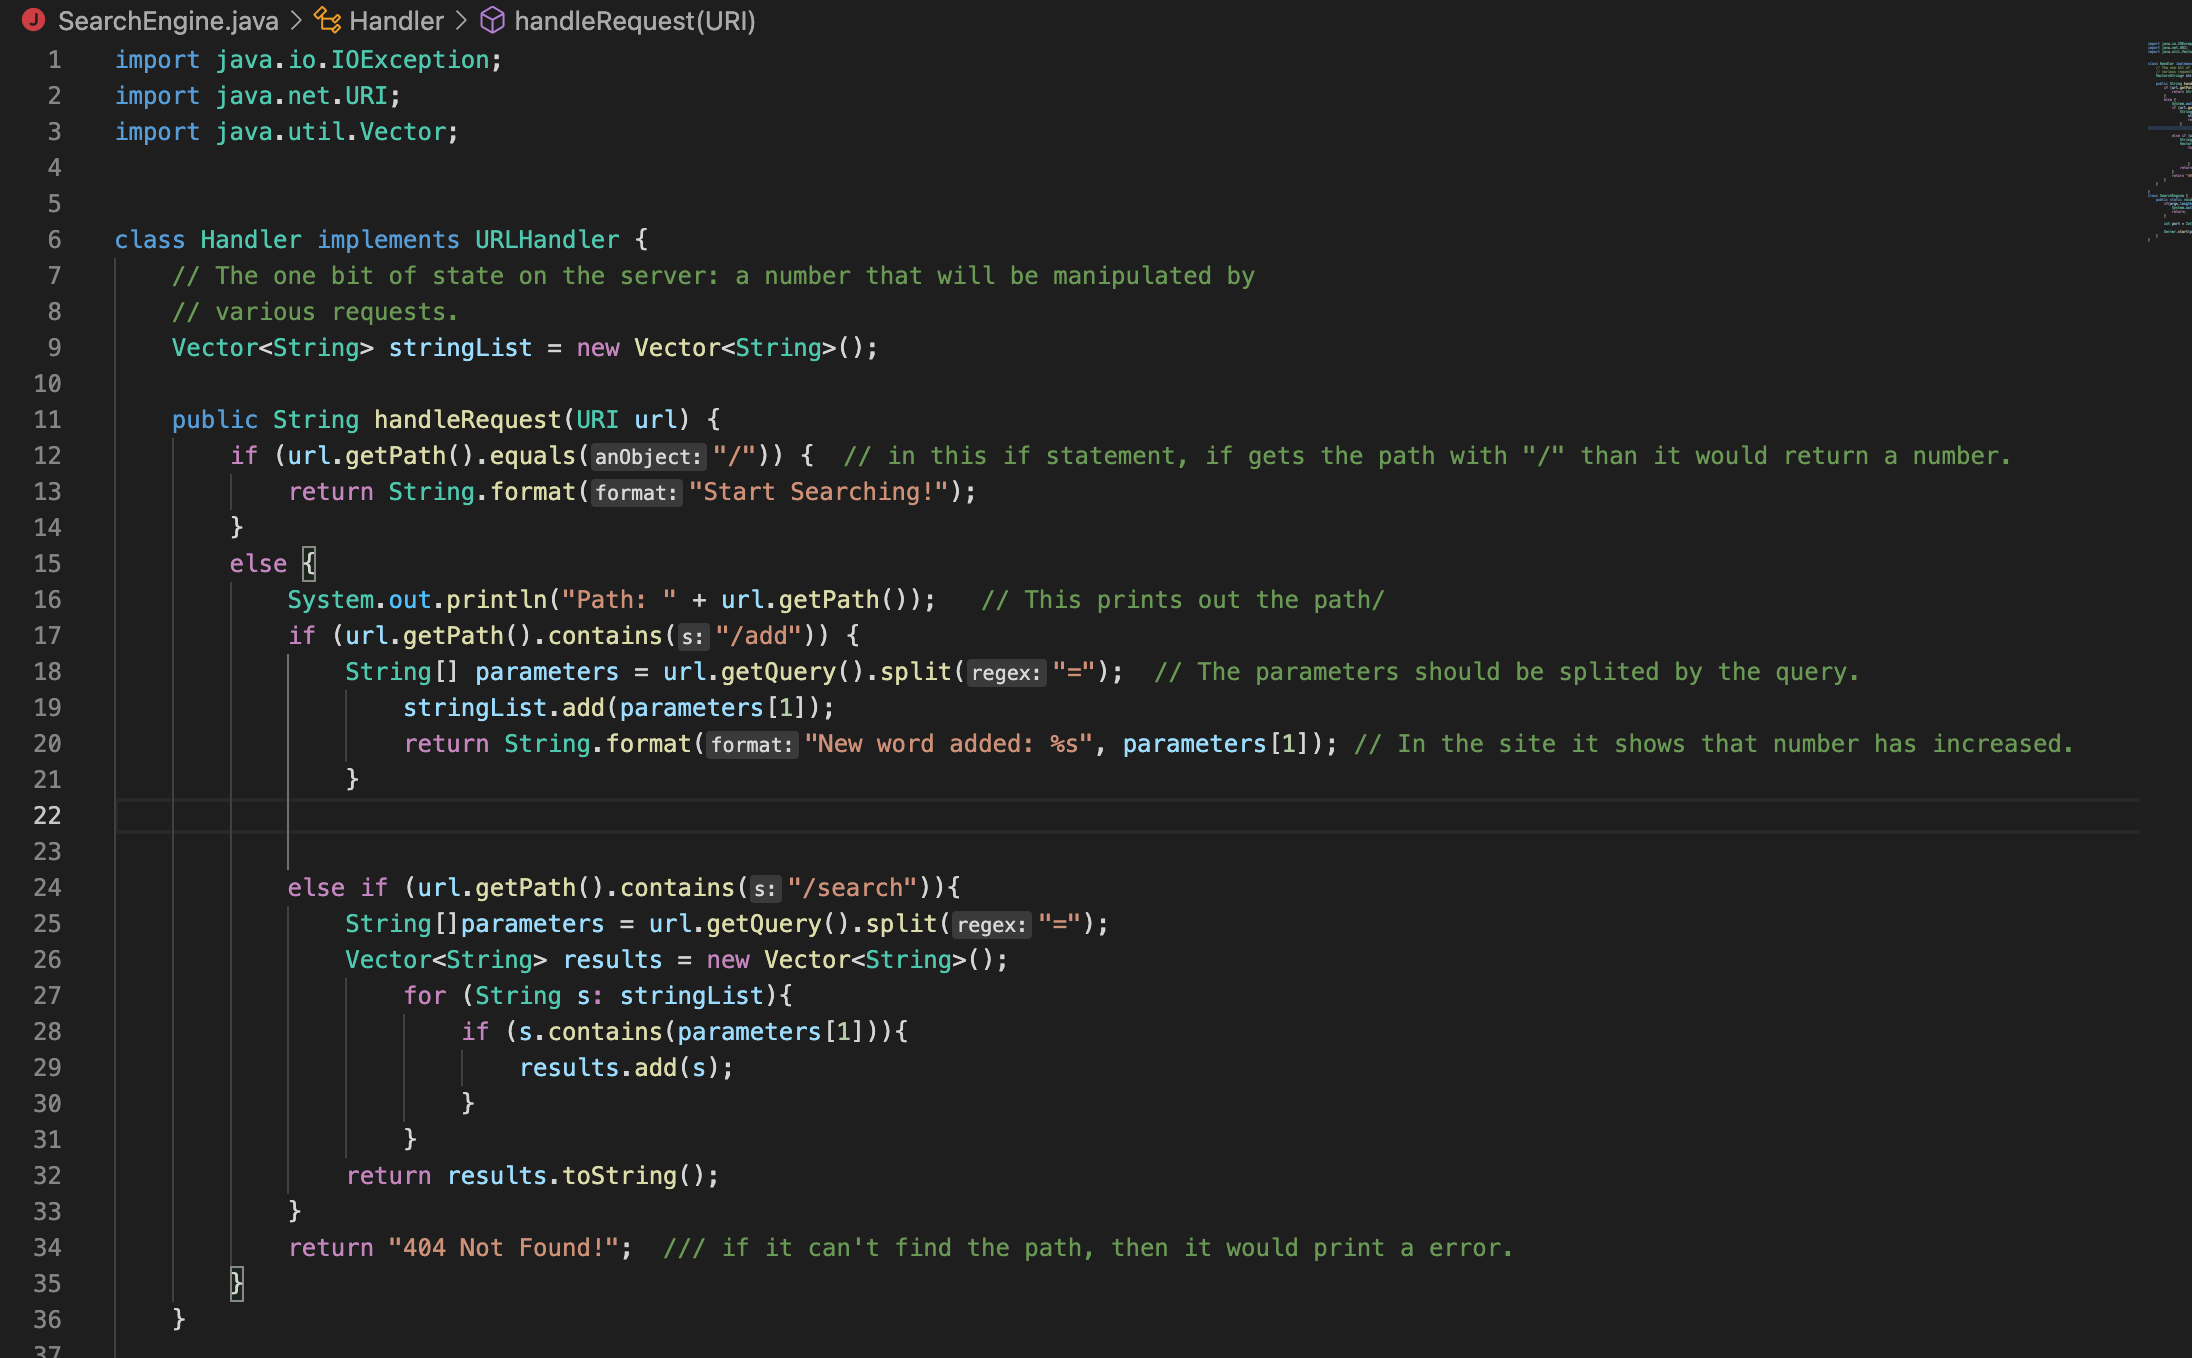 SearchEngine.java > Handler > handleRequest(URI)
1 import java.io.IOException;
2 import java.net.URI;
3 import java.util.Vector;
4
5
6 class Handler implements URLHandler {
7     // The one bit of state on the server: a number that will be manipulated by
8     // various requests.
9     Vector<String> stringList = new Vector<String>();
10
11     public String handleRequest(URI url) {
12         if (url.getPath().equals(anObject: "/")) {  // in this if statement, if gets the path with "/" than it would return a number.
13             return String.format(format: "Start Searching!");
14         }
15         else {
16             System.out.println("Path: " + url.getPath());   // This prints out the path/
17             if (url.getPath().contains(s: "/add")) {
18                 String[] parameters = url.getQuery().split(regex: "=");  // The parameters should be splited by the query.
19                     stringList.add(parameters[1]);
20                     return String.format(format: "New word added: %s", parameters[1]); // In the site it shows that number has increased.
21                 }
22
23
24             else if (url.getPath().contains(s: "/search")){
25                 String[]parameters = url.getQuery().split(regex: "=");
26                 Vector<String> results = new Vector<String>();
27                     for (String s: stringList){
28                         if (s.contains(parameters[1])){
29                             results.add(s);
30                         }
31                     }
32                 return results.toString();
33             }
34             return "404 Not Found!";  /// if it can't find the path, then it would print a error.
35         }
36     }
37